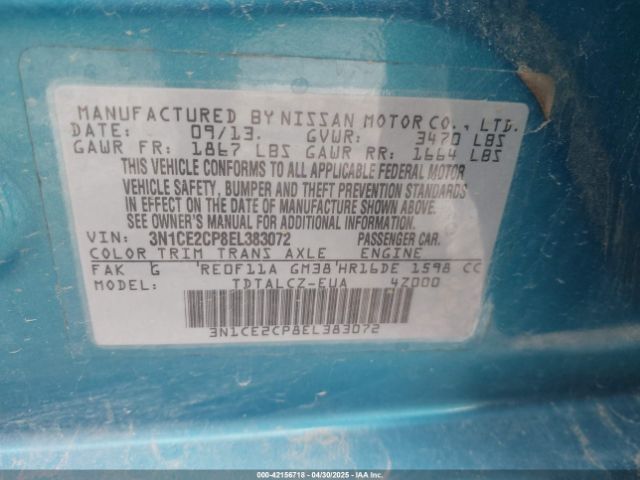 MANUFACTURED BY NISSAN MOTOR CO., LTD.
DATE: 09/13. GVWR: 3470 LBS
GAWR FR: 1867 LBS GAWR RR: 1664 LBS
THIS VEHICLE CONFORMS TO ALL APPLICABLE FEDERAL MOTOR
VEHICLE SAFETY, BUMPER AND THEFT PREVENTION STANDARDS
IN EFFECT ON THE DATE OF MANUFACTURE SHOWN ABOVE.
SEE OWNER'S MANUAL FOR ADDITIONAL INFORMATION.
VIN: 3N1CE2CP8EL383072 PASSENGER CAR.
COLOR TRIM TRANS AXLE ENGINE
FAK G 'RE0F11A GM38'HR16DE 1598 CC
MODEL: TDTALCZ-EUA 4Z000
3N1CE2CP8EL383072
000-42156718 - 04/30/2025 - IAAI.COM